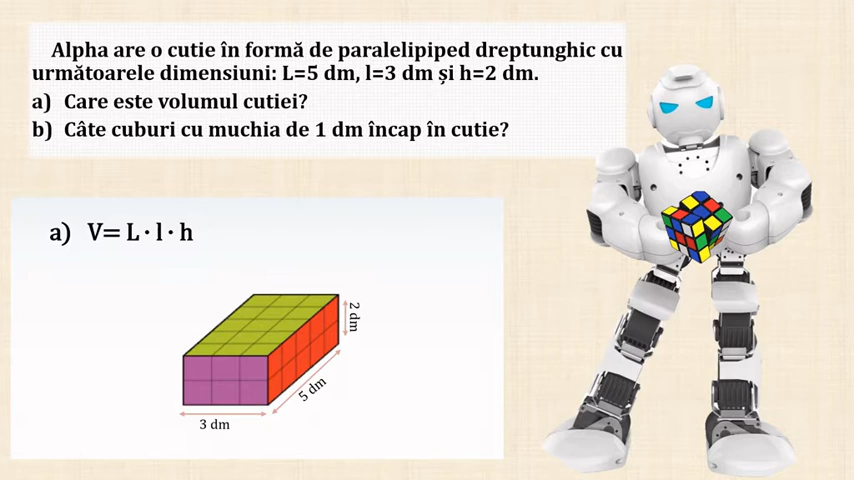 Alpha are o cutie în formă de paralelipiped dreptunghic cu
următoarele dimensiuni: L=5 dm, l=3 dm și h=2 dm.
a) Care este volumul cutiei?
b) Câte cuburi cu muchia de 1 dm încap în cutie?
a) V= L · l · h
2 dm
5 dm
3 dm